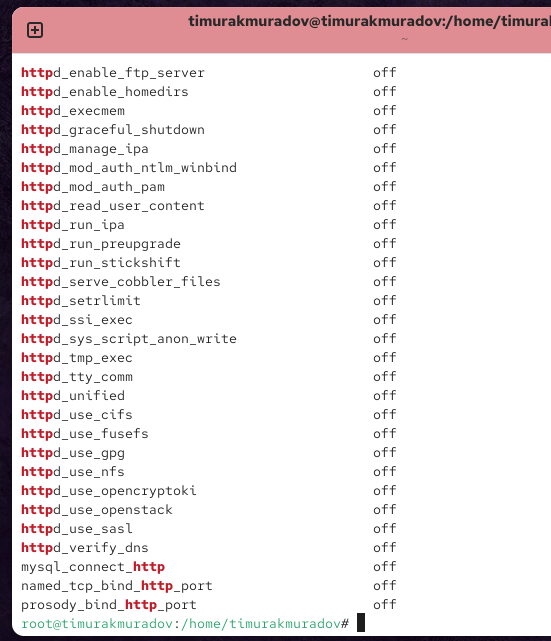 timurakmuradov@timurakmuradov:/home/timural
~
httpd_enable_ftp_server off
httpd_enable_homedirs off
httpd_execmem off
httpd_graceful_shutdown off
httpd_manage_ipa off
httpd_mod_auth_ntlm_winbind off
httpd_mod_auth_pam off
httpd_read_user_content off
httpd_run_ipa off
httpd_run_preupgrade off
httpd_run_stickshift off
httpd_serve_cobbler_files off
httpd_setrlimit off
httpd_ssi_exec off
httpd_sys_script_anon_write off
httpd_tmp_exec off
httpd_tty_comm off
httpd_unified off
httpd_use_cifs off
httpd_use_fusefs off
httpd_use_gpg off
httpd_use_nfs off
httpd_use_opencryptoki off
httpd_use_openstack off
httpd_use_sasl off
httpd_verify_dns off
mysql_connect_http off
named_tcp_bind_http_port off
prosody_bind_http_port off
root@timurakmuradov:/home/timurakmuradov#